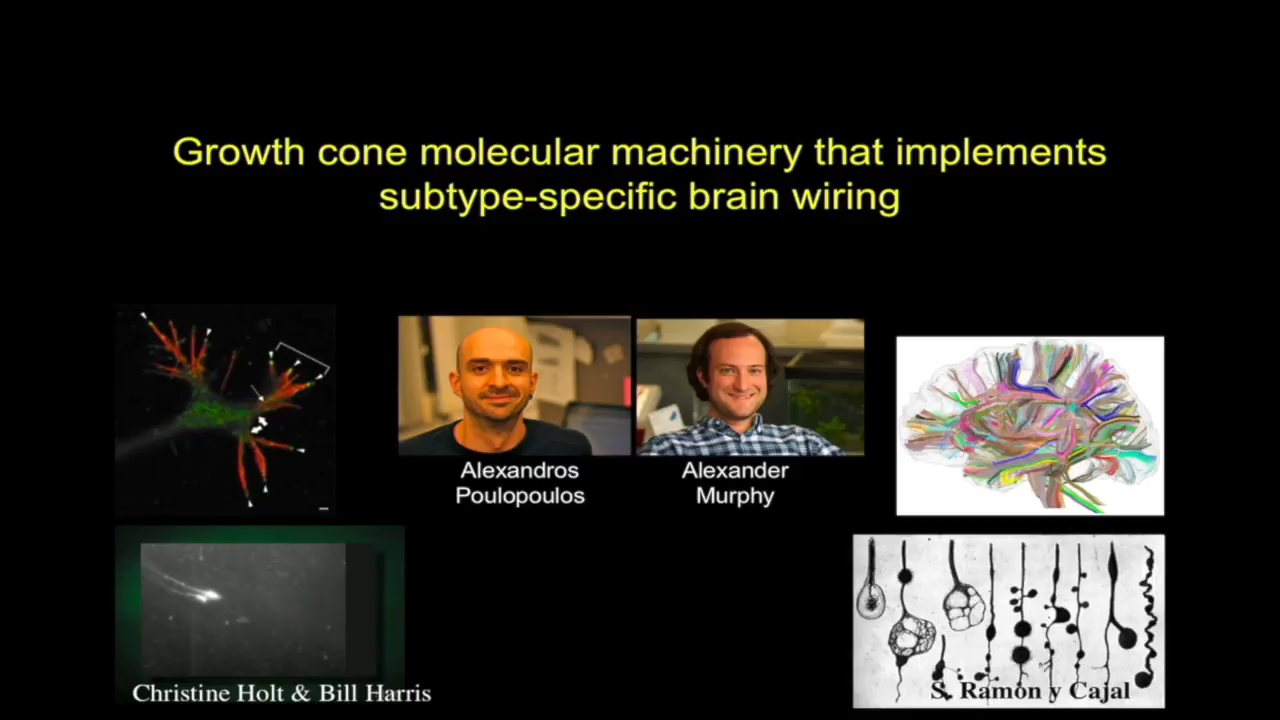 Growth cone molecular machinery that implements
subtype-specific brain wiring
Alexandros
Poulopoulos
Alexander
Murphy
Christine Holt & Bill Harris
S. Ramon y Cajal